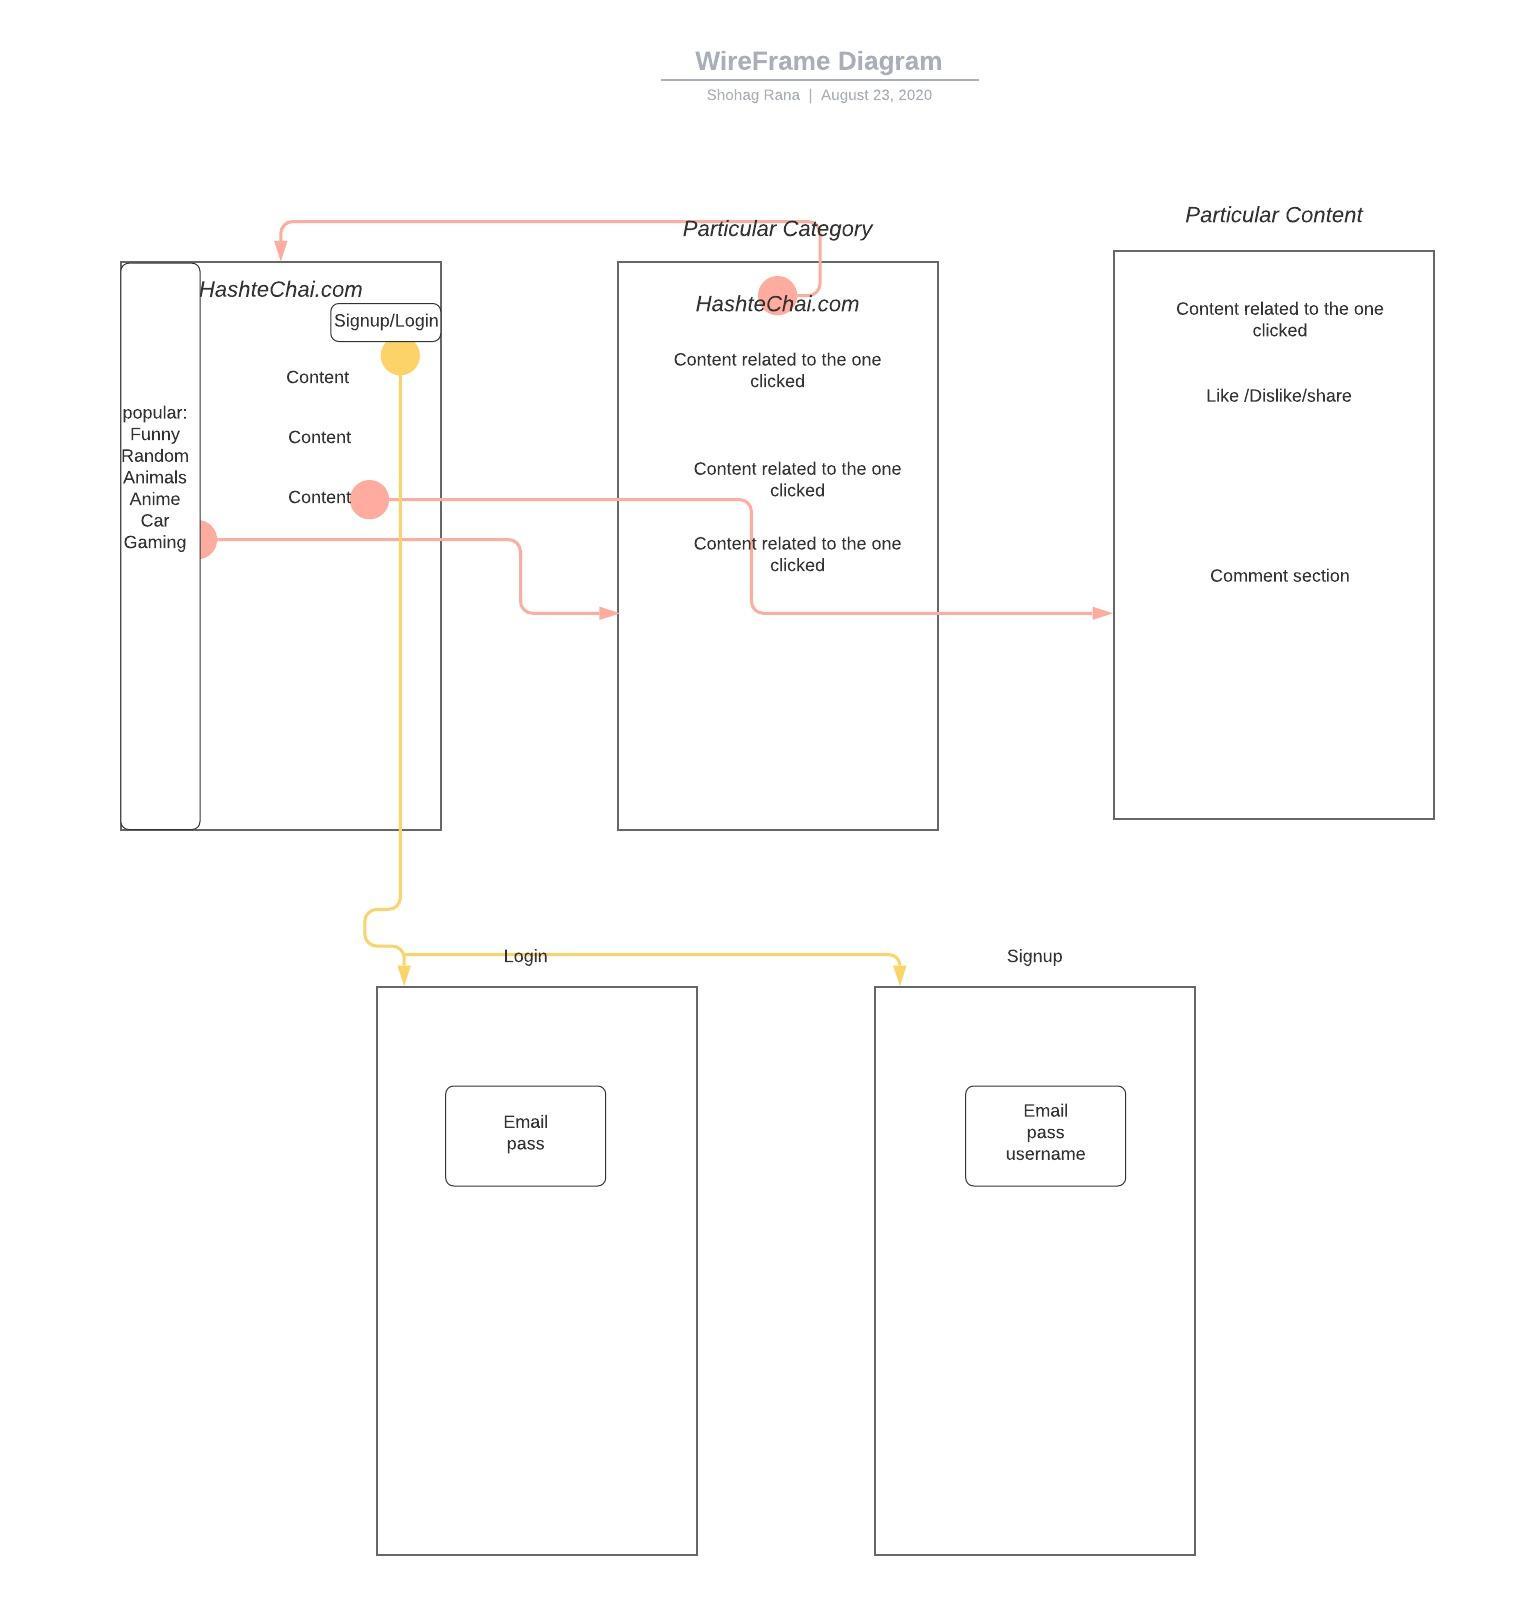 WireFrame Diagram
Shohag Rana | August 23, 2020
HashteChai.com
Signup/Login
Content
Content
Content
popular:
Funny
Random
Animals
Anime
Car
Gaming
Particular Category
HashteChai.com
Content related to the one
clicked
Content related to the one
clicked
Content related to the one
clicked
Particular Content
Content related to the one
clicked
Like /Dislike/share
Comment section
Login
Email
pass
Signup
Email
pass
username